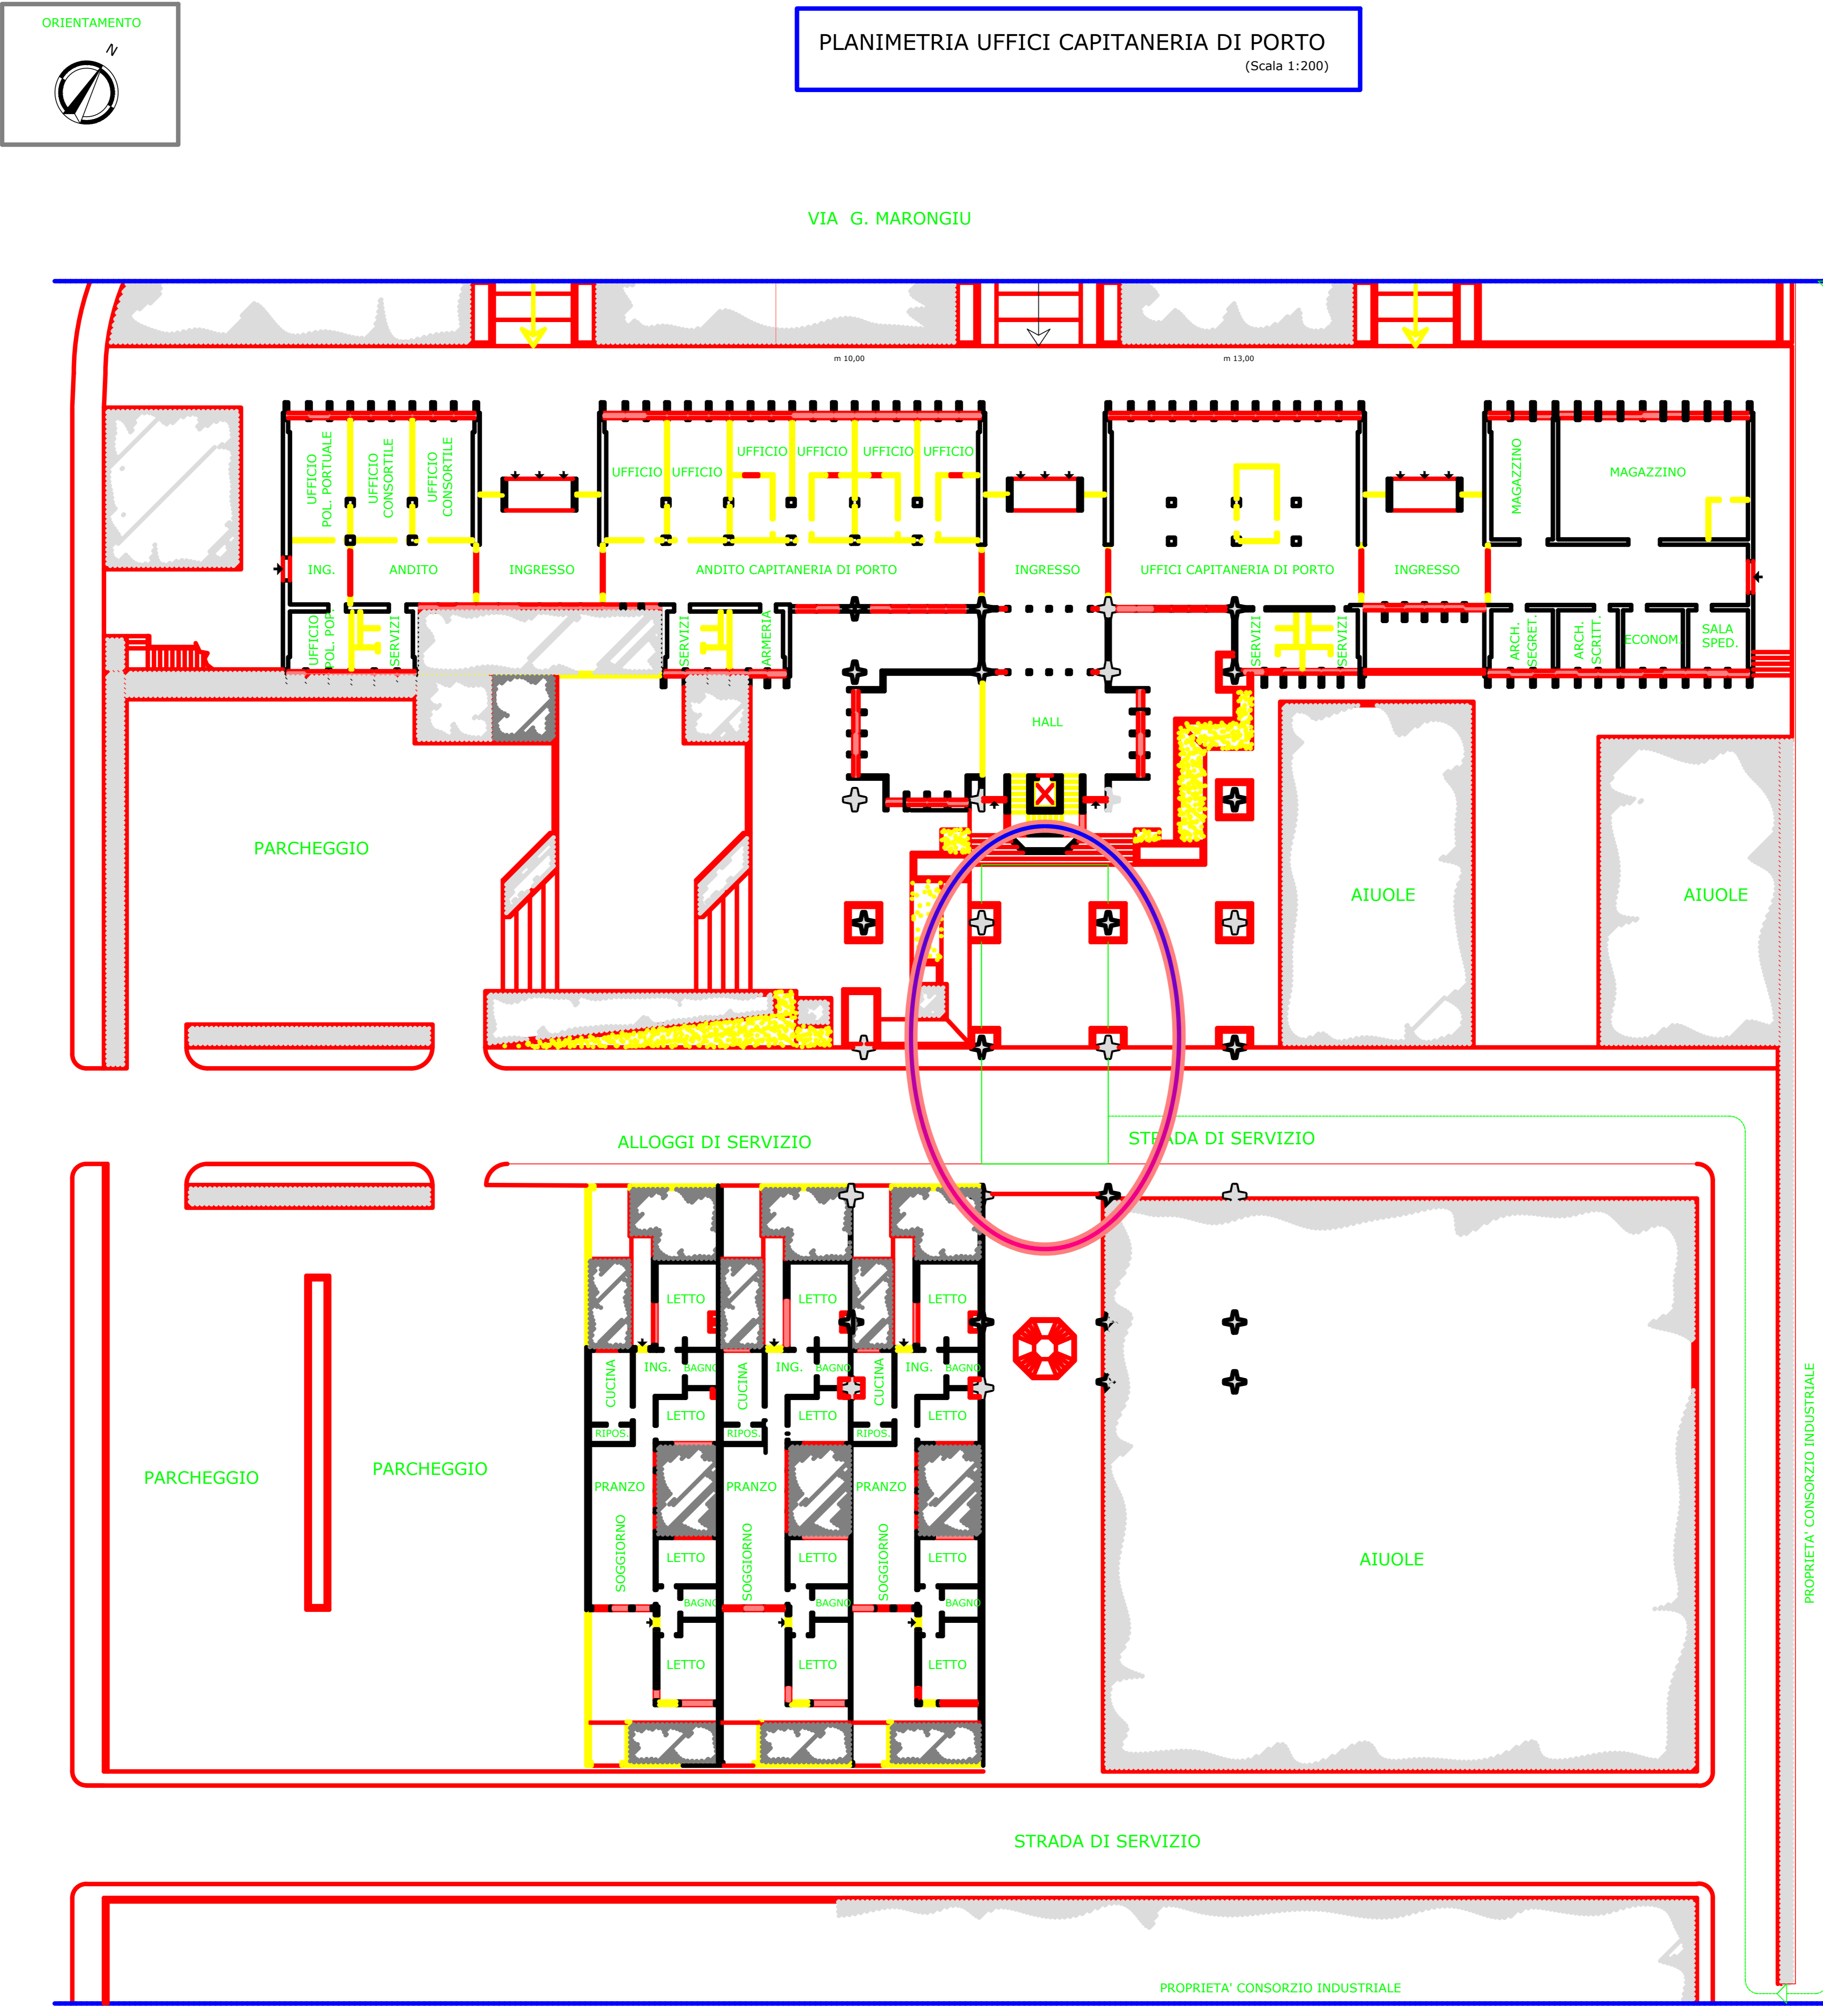 ORIENTAMENTO
N
PLANIMETRIA UFFICI CAPITANERIA DI PORTO
(Scala 1:200)
VIA G. MARONGIU
m 10,00
m 13,00
UFFICIO
POL. PORTUALE
UFFICIO
CONSORTILE
UFFICIO
CONSORTILE
UFFICIO
UFFICIO
UFFICIO
UFFICIO
UFFICIO
UFFICIO
MAGAZZINO
MAGAZZINO
ING.
ANDITO
INGRESSO
ANDITO CAPITANERIA DI PORTO
INGRESSO
UFFICI CAPITANERIA DI PORTO
INGRESSO
UFFICIO
POL. POR.
SERVIZI
SERVIZI
ARMERIA
SERVIZI
SERVIZI
ARCH.
SEGRET.
ARCH.
SCRITT.
ECONOM.
SALA
SPED.
HALL
PARCHEGGIO
AIUOLE
AIUOLE
ALLOGGI DI SERVIZIO
STRADA DI SERVIZIO
LETTO
LETTO
LETTO
CUCINA
ING.
BAGNO
CUCINA
ING.
BAGNO
CUCINA
ING.
BAGNO
LETTO
LETTO
LETTO
RIPOS.
RIPOS.
RIPOS.
PARCHEGGIO
PARCHEGGIO
PRANZO
PRANZO
PRANZO
SOGGIORNO
SOGGIORNO
SOGGIORNO
LETTO
LETTO
LETTO
AIUOLE
BAGNO
BAGNO
BAGNO
LETTO
LETTO
LETTO
PROPRIETA' CONSORZIO INDUSTRIALE
STRADA DI SERVIZIO
PROPRIETA' CONSORZIO INDUSTRIALE